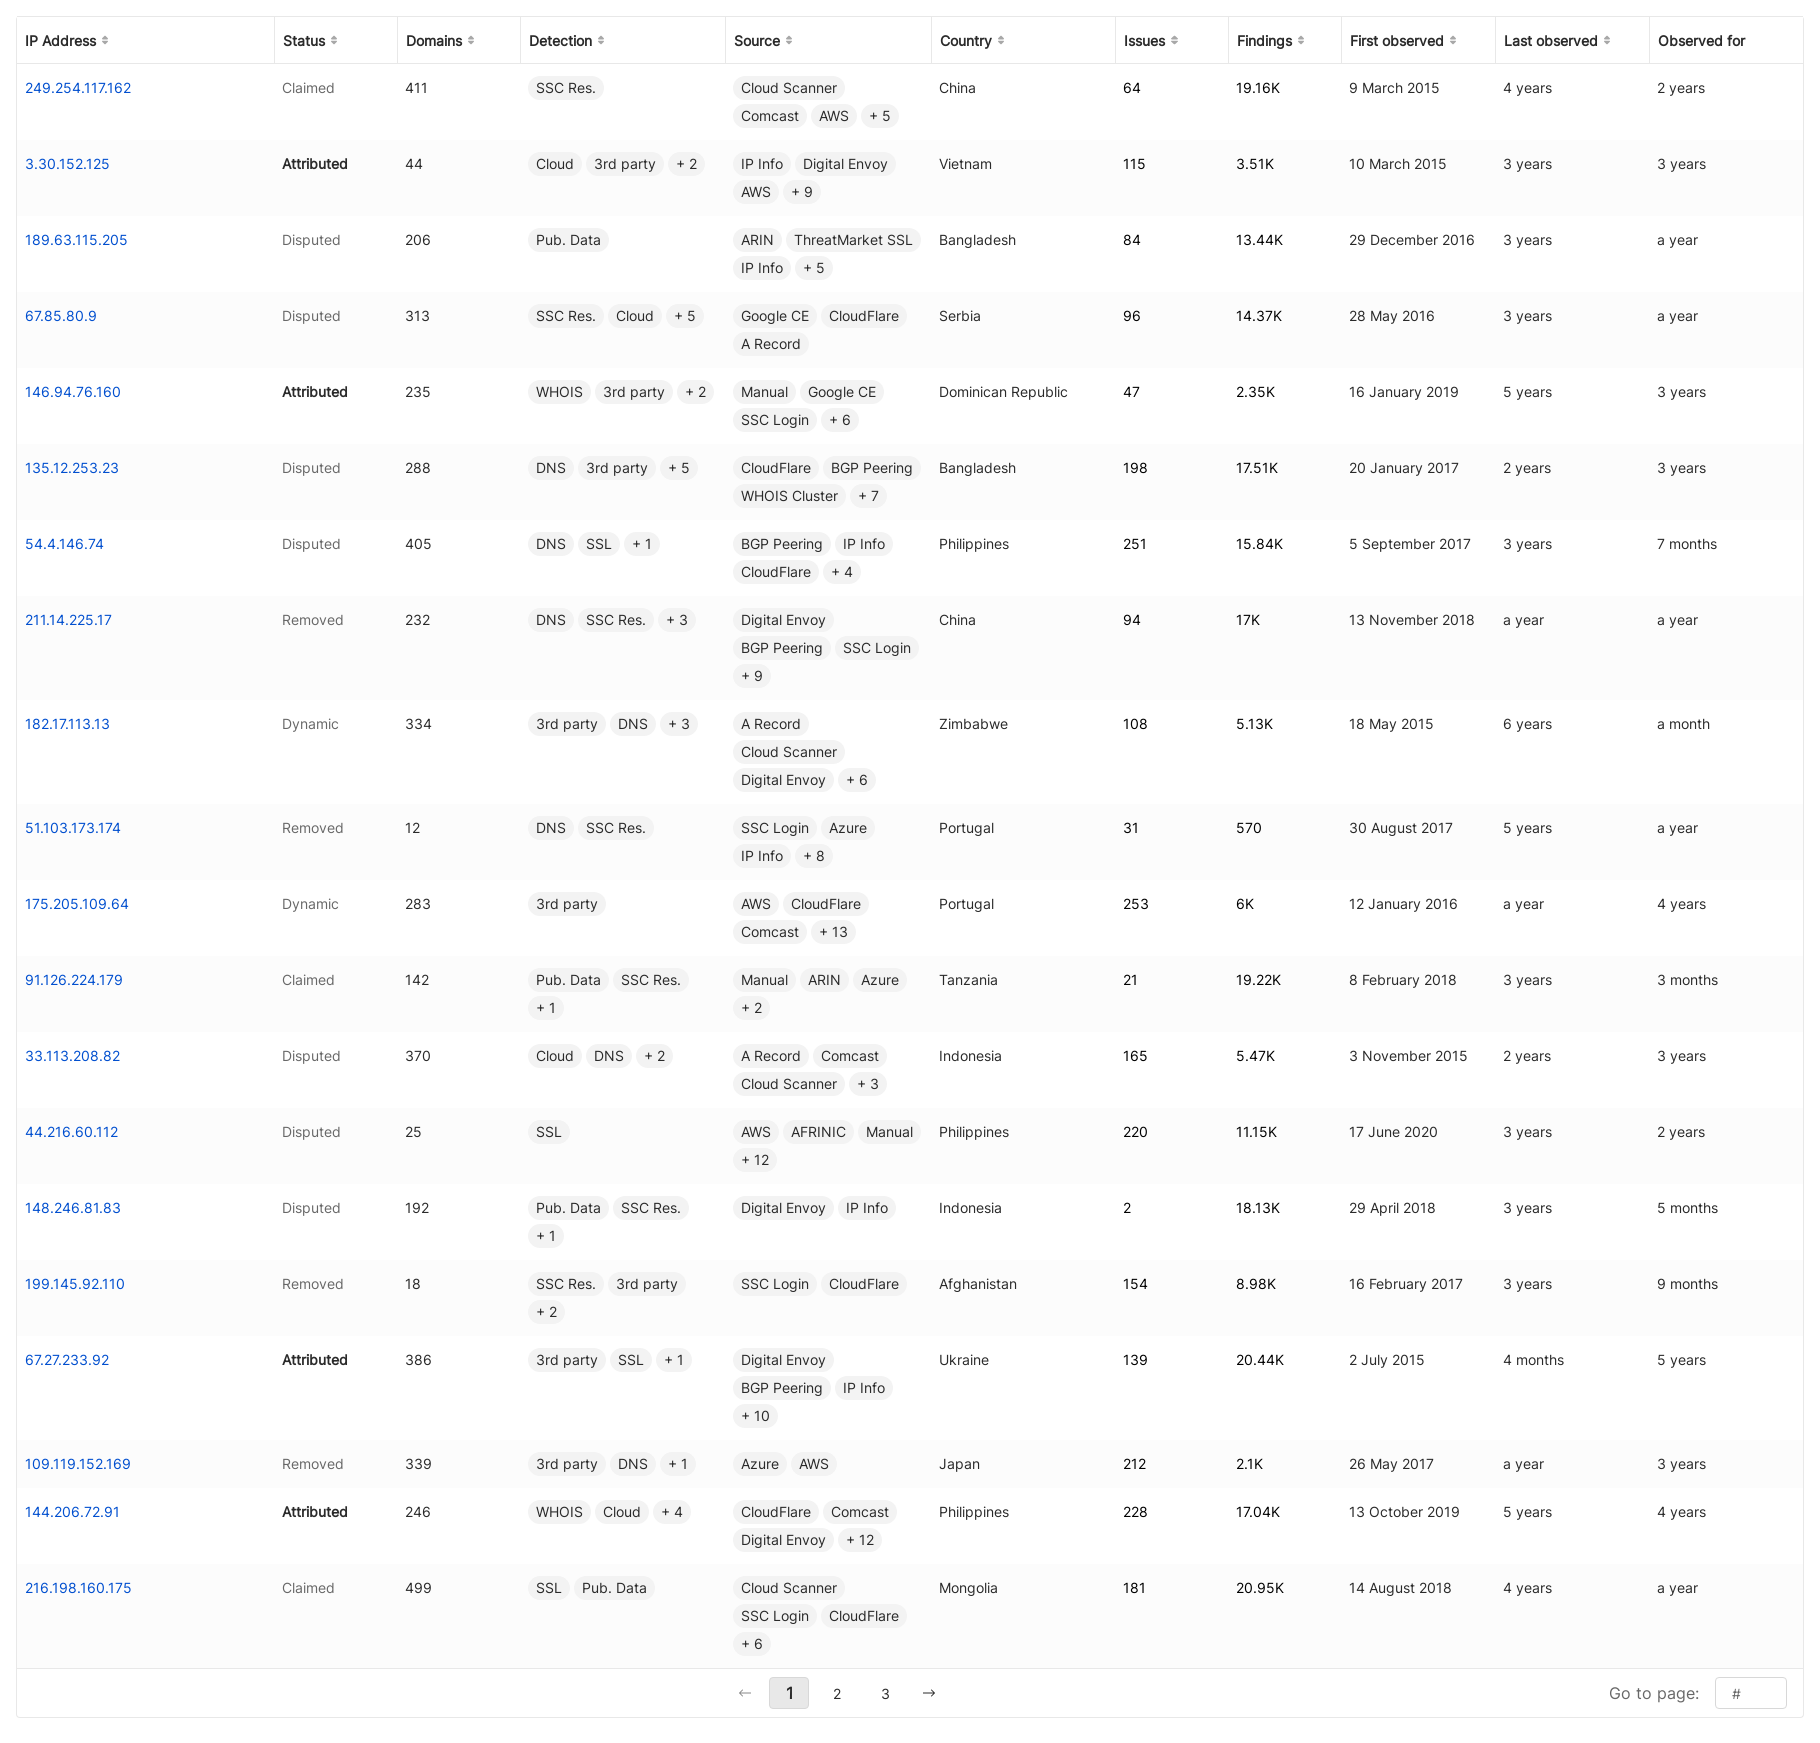 IP Address Status Domains Detection Source Country Issues Findings First observed Last observed Observed for
249.254.117.162 Claimed 411 SSC Res. Cloud Scanner China 64 19.16K 9 March 2015 4 years 2 years
Comcast AWS + 5
3.30.152.125 Attributed 44 Cloud 3rd party + 2 IP Info Digital Envoy Vietnam 115 3.51K 10 March 2015 3 years 3 years
AWS + 9
189.63.115.205 Disputed 206 Pub. Data ARIN ThreatMarket SSL Bangladesh 84 13.44K 29 December 2016 3 years a year
IP Info + 5
67.85.80.9 Disputed 313 SSC Res. Cloud + 5 Google CE CloudFlare Serbia 96 14.37K 28 May 2016 3 years a year
A Record
146.94.76.160 Attributed 235 WHOIS 3rd party + 2 Manual Google CE Dominican Republic 47 2.35K 16 January 2019 5 years 3 years
SSC Login + 6
135.12.253.23 Disputed 288 DNS 3rd party + 5 CloudFlare BGP Peering Bangladesh 198 17.51K 20 January 2017 2 years 3 years
WHOIS Cluster + 7
54.4.146.74 Disputed 405 DNS SSL + 1 BGP Peering IP Info Philippines 251 15.84K 5 September 2017 3 years 7 months
CloudFlare + 4
211.14.225.17 Removed 232 DNS SSC Res. + 3 Digital Envoy China 94 17K 13 November 2018 a year a year
BGP Peering SSC Login
+ 9
182.17.113.13 Dynamic 334 3rd party DNS + 3 A Record Zimbabwe 108 5.13K 18 May 2015 6 years a month
Cloud Scanner
Digital Envoy + 6
51.103.173.174 Removed 12 DNS SSC Res. SSC Login Azure Portugal 31 570 30 August 2017 5 years a year
IP Info + 8
175.205.109.64 Dynamic 283 3rd party AWS CloudFlare Portugal 253 6K 12 January 2016 a year 4 years
Comcast + 13
91.126.224.179 Claimed 142 Pub. Data SSC Res. Manual ARIN Azure Tanzania 21 19.22K 8 February 2018 3 years 3 months
+ 1 + 2
33.113.208.82 Disputed 370 Cloud DNS + 2 A Record Comcast Indonesia 165 5.47K 3 November 2015 2 years 3 years
Cloud Scanner + 3
44.216.60.112 Disputed 25 SSL AWS AFRINIC Manual Philippines 220 11.15K 17 June 2020 3 years 2 years
+ 12
148.246.81.83 Disputed 192 Pub. Data SSC Res. Digital Envoy IP Info Indonesia 2 18.13K 29 April 2018 3 years 5 months
+ 1
199.145.92.110 Removed 18 SSC Res. 3rd party SSC Login CloudFlare Afghanistan 154 8.98K 16 February 2017 3 years 9 months
+ 2
67.27.233.92 Attributed 386 3rd party SSL + 1 Digital Envoy Ukraine 139 20.44K 2 July 2015 4 months 5 years
BGP Peering IP Info
+ 10
109.119.152.169 Removed 339 3rd party DNS + 1 Azure AWS Japan 212 2.1K 26 May 2017 a year 3 years
144.206.72.91 Attributed 246 WHOIS Cloud + 4 CloudFlare Comcast Philippines 228 17.04K 13 October 2019 5 years 4 years
Digital Envoy + 12
216.198.160.175 Claimed 499 SSL Pub. Data Cloud Scanner Mongolia 181 20.95K 14 August 2018 4 years a year
SSC Login CloudFlare
+ 6
← 1 2 3 → Go to page: #